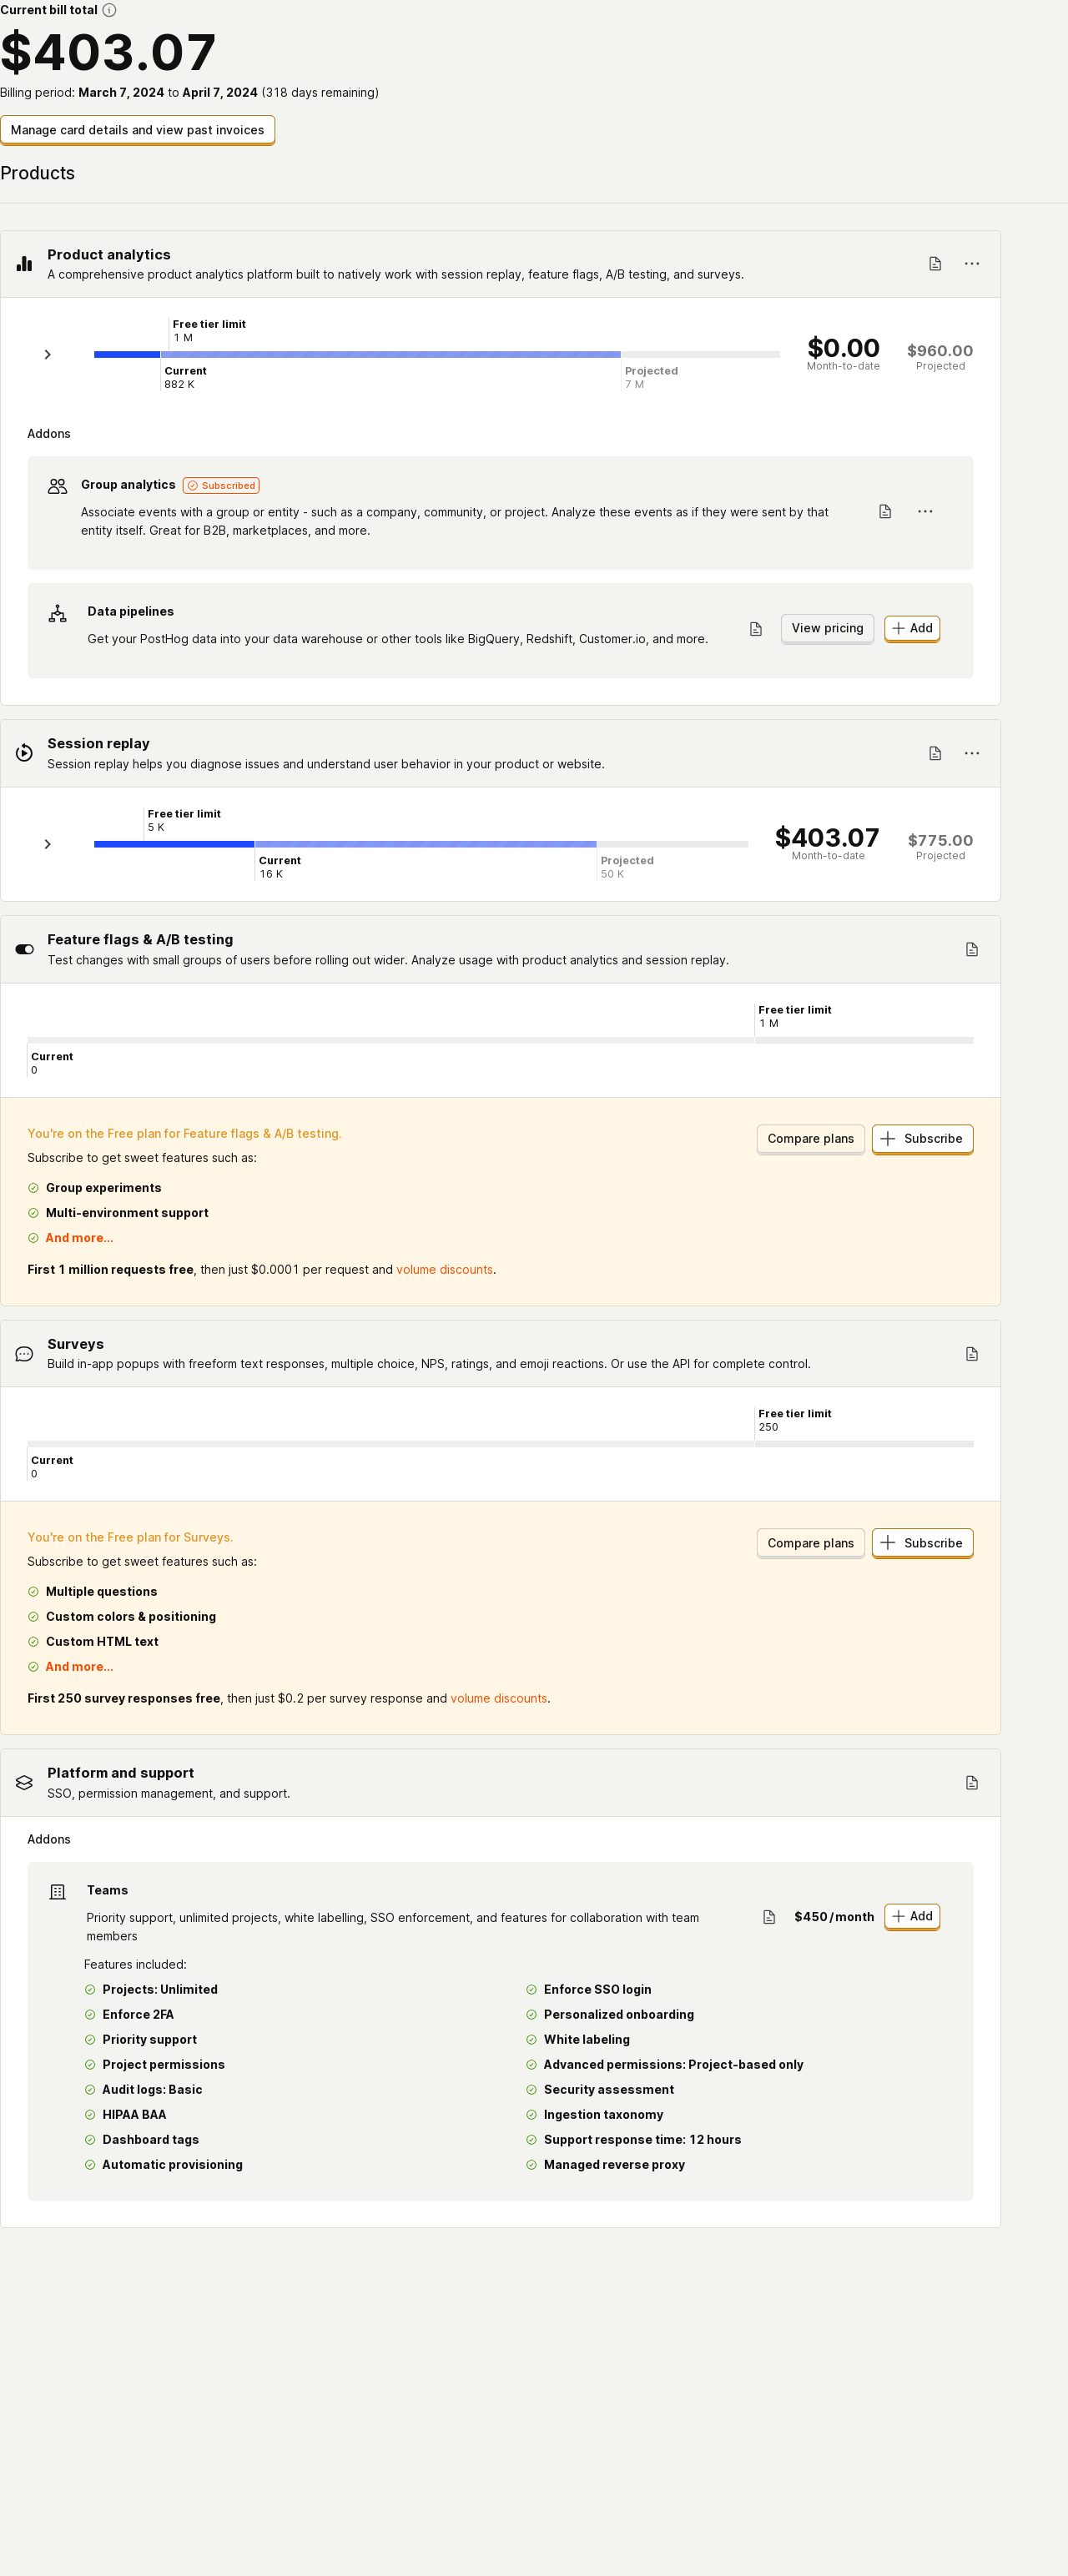 Current bill total
$403.07
Billing period: March 7, 2024 to April 7, 2024 (318 days remaining)
Manage card details and view past invoices
Products
Product analytics
A comprehensive product analytics platform built to natively work with session replay, feature flags, A/B testing, and surveys.
Free tier limit
1 M
Current
882 K
Projected
7 M
$0.00
Month-to-date
$960.00
Projected
Addons
Group analytics Subscribed
Associate events with a group or entity - such as a company, community, or project. Analyze these events as if they were sent by that
entity itself. Great for B2B, marketplaces, and more.
Data pipelines
Get your PostHog data into your data warehouse or other tools like BigQuery, Redshift, Customer.io, and more.
View pricing
Add
Session replay
Session replay helps you diagnose issues and understand user behavior in your product or website.
Free tier limit
5 K
Current
16 K
Projected
50 K
$403.07
Month-to-date
$775.00
Projected
Feature flags & A/B testing
Test changes with small groups of users before rolling out wider. Analyze usage with product analytics and session replay.
Free tier limit
1 M
Current
0
You're on the Free plan for Feature flags & A/B testing.
Compare plans
Subscribe
Subscribe to get sweet features such as:
Group experiments
Multi-environment support
And more...
First 1 million requests free, then just $0.0001 per request and volume discounts.
Surveys
Build in-app popups with freeform text responses, multiple choice, NPS, ratings, and emoji reactions. Or use the API for complete control.
Free tier limit
250
Current
0
You're on the Free plan for Surveys.
Compare plans
Subscribe
Subscribe to get sweet features such as:
Multiple questions
Custom colors & positioning
Custom HTML text
And more...
First 250 survey responses free, then just $0.2 per survey response and volume discounts.
Platform and support
SSO, permission management, and support.
Addons
Teams
Priority support, unlimited projects, white labelling, SSO enforcement, and features for collaboration with team
members
$450/month
Add
Features included:
Projects: Unlimited
Enforce SSO login
Enforce 2FA
Personalized onboarding
Priority support
White labeling
Project permissions
Advanced permissions: Project-based only
Audit logs: Basic
Security assessment
HIPAA BAA
Ingestion taxonomy
Dashboard tags
Support response time: 12 hours
Automatic provisioning
Managed reverse proxy